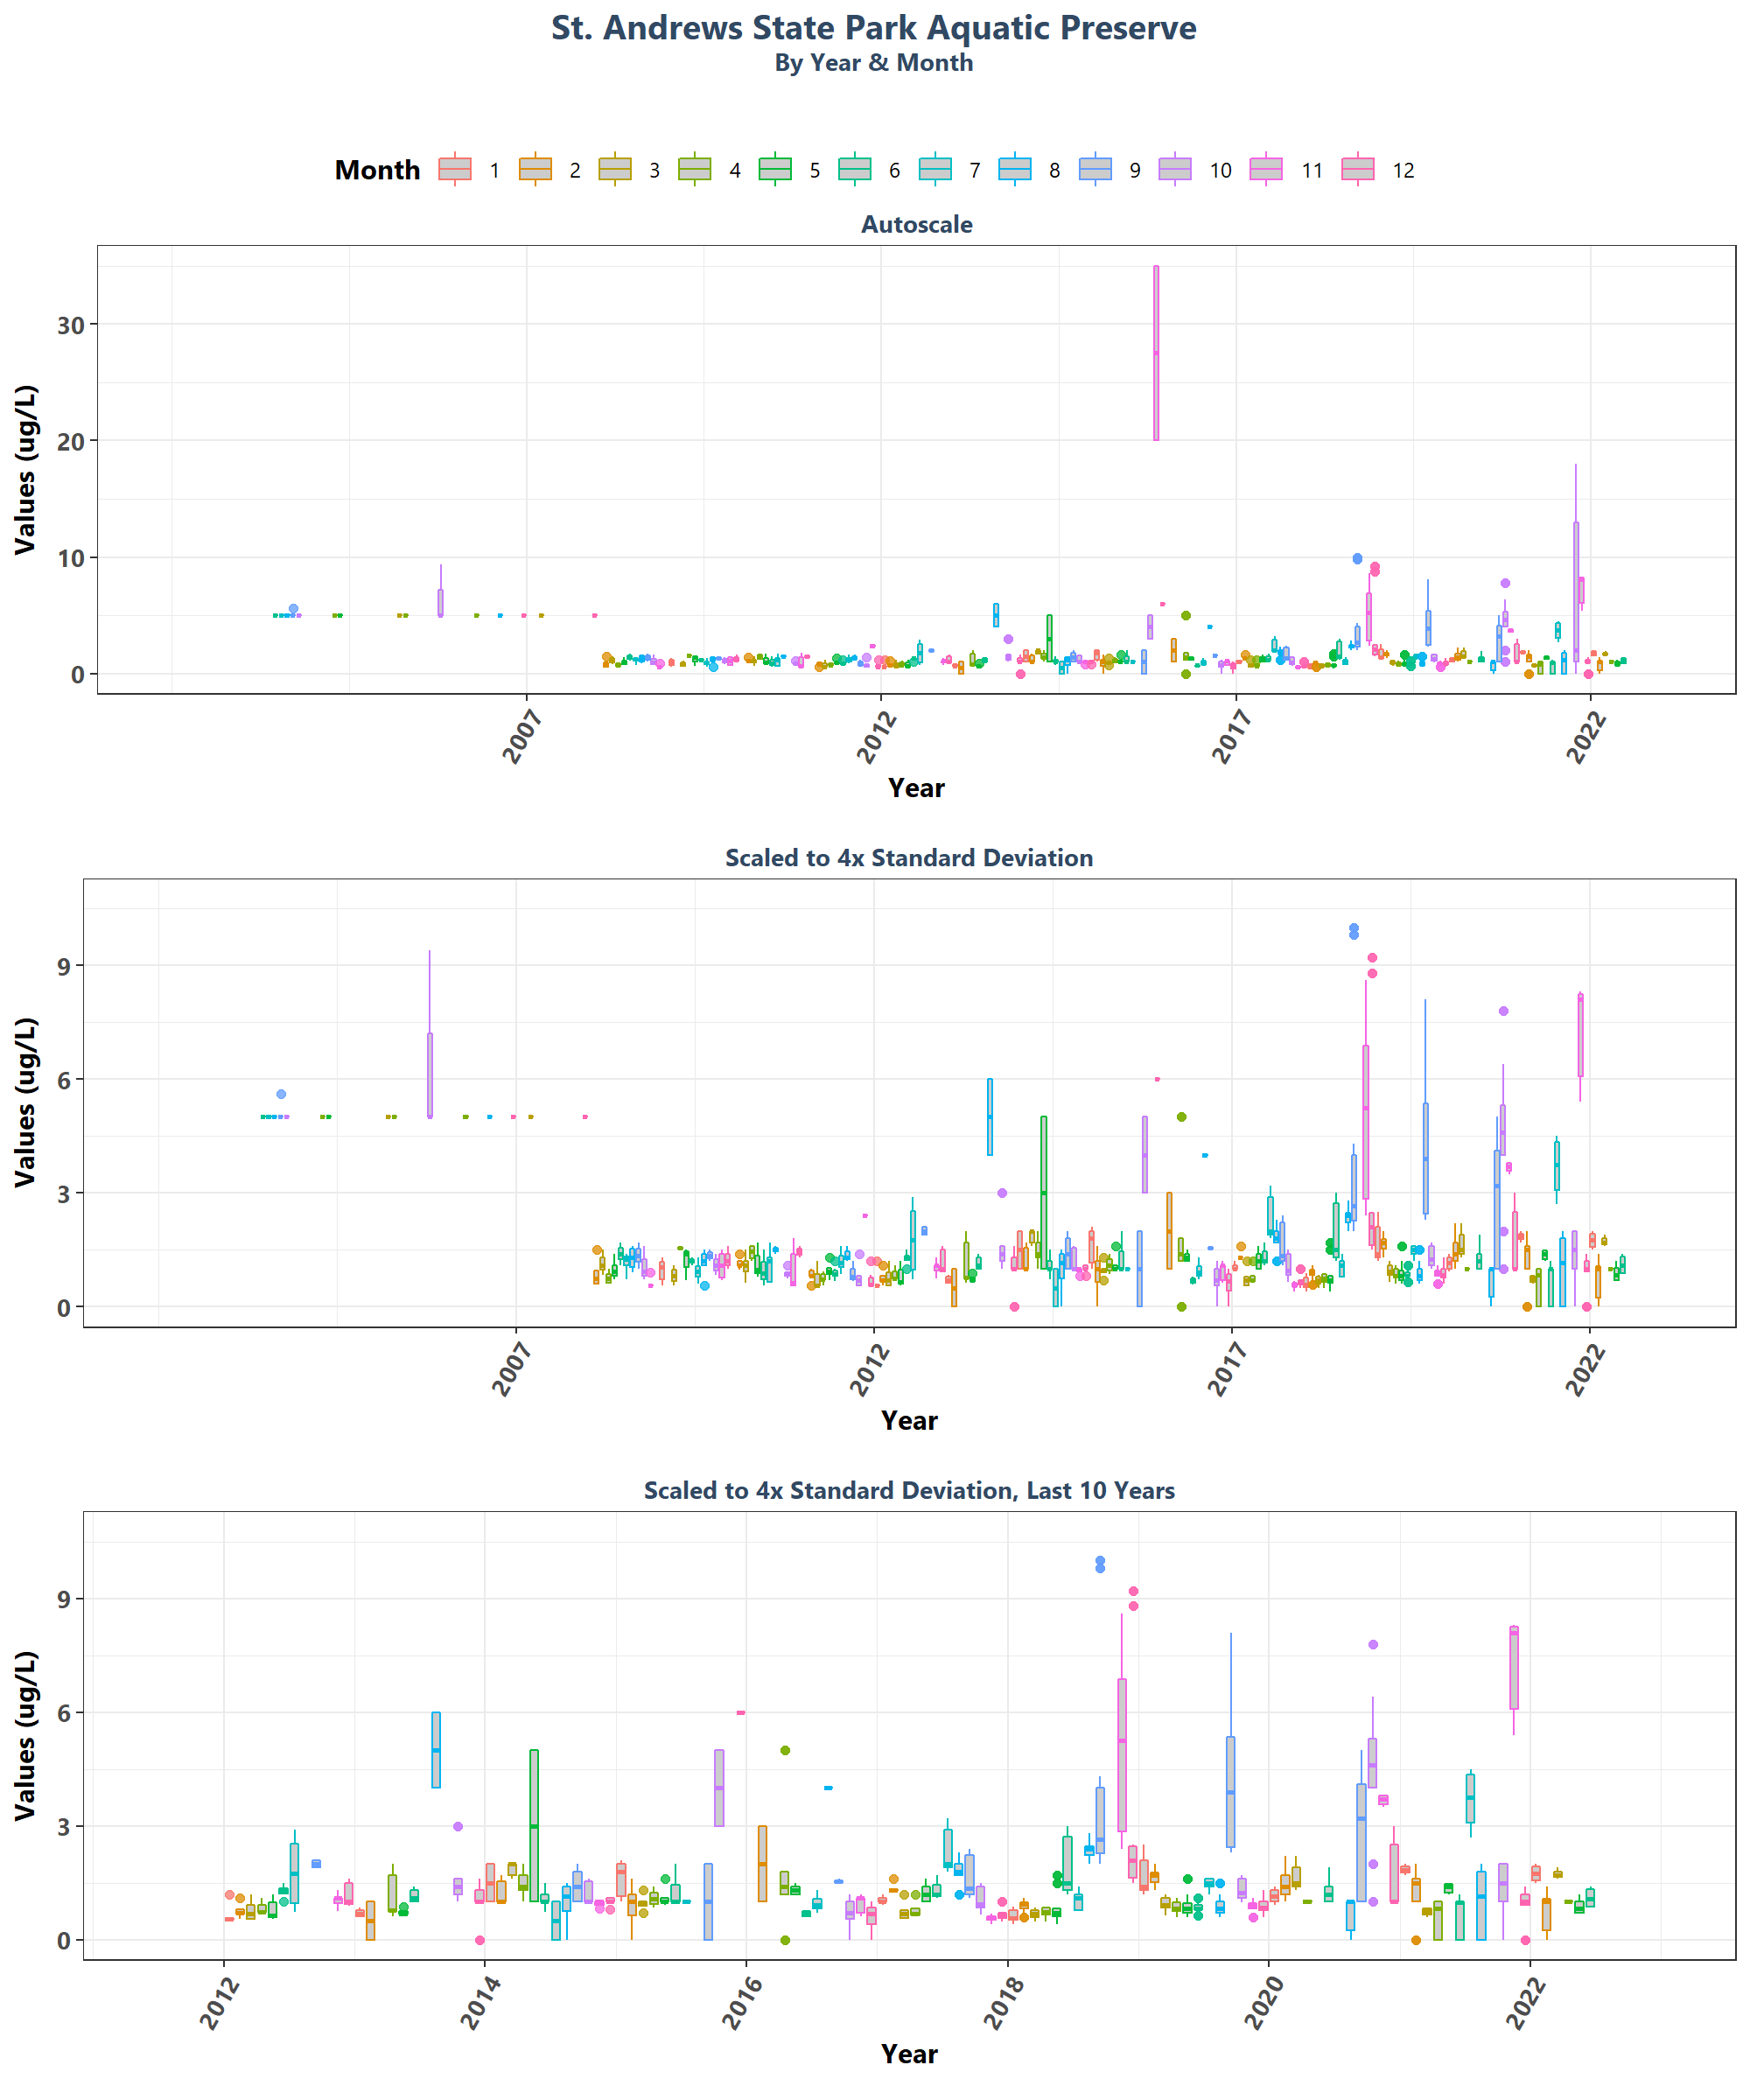 St. Andrews State Park Aquatic Preserve
By Year & Month
Month 1 2 3 4 5 6 7 8 9 10 11 12
Autoscale
Values (ug/L)
30
20
10
0
2007 2012 2017 2022
Year
Scaled to 4x Standard Deviation
Values (ug/L)
9
6
3
0
2007 2012 2017 2022
Year
Scaled to 4x Standard Deviation, Last 10 Years
Values (ug/L)
9
6
3
0
2012 2014 2016 2018 2020 2022
Year